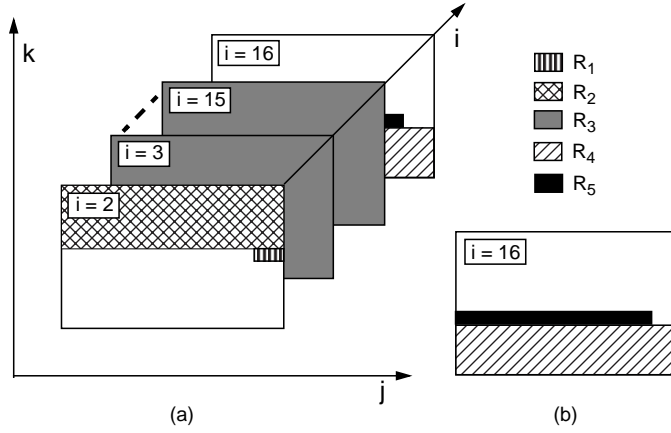 k
i
i = 16
i = 15
i = 3
i = 2
j
(a)
R1
R2
R3
R4
R5
i = 16
(b)